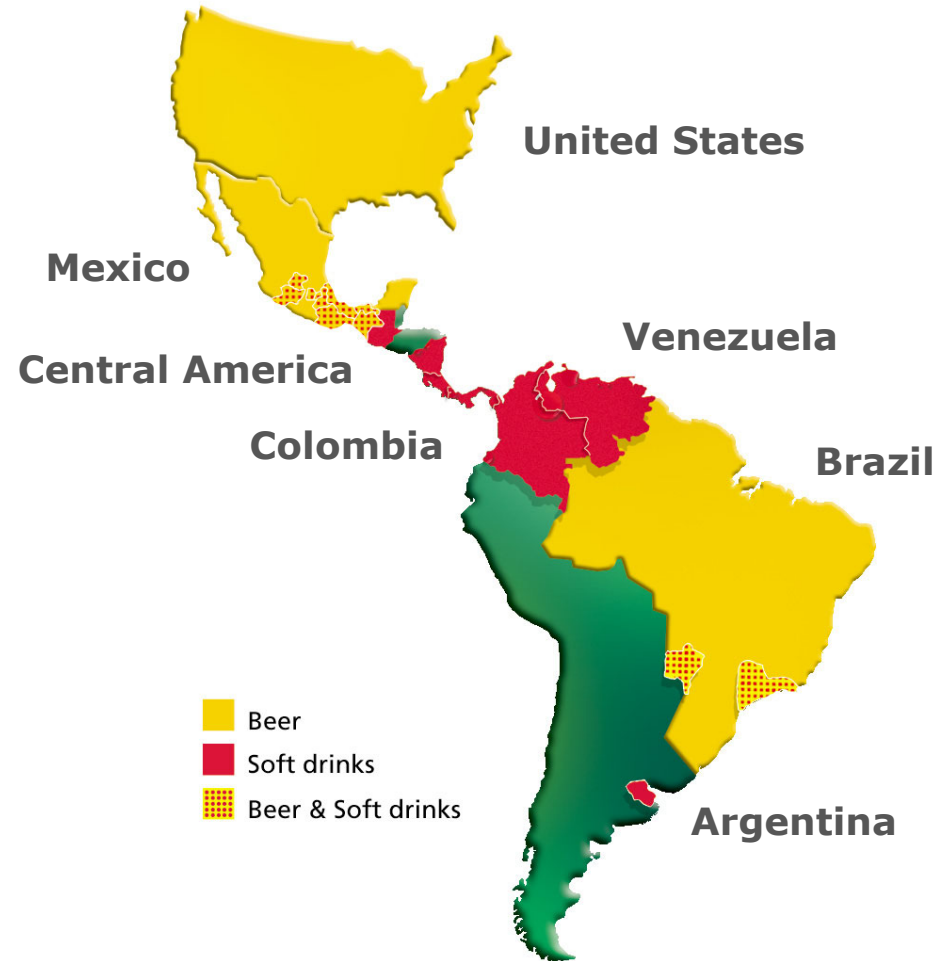 United States
Mexico
Venezuela
Central America
Colombia
Brazil
Beer
Soft drinks
Beer & Soft drinks
Argentina